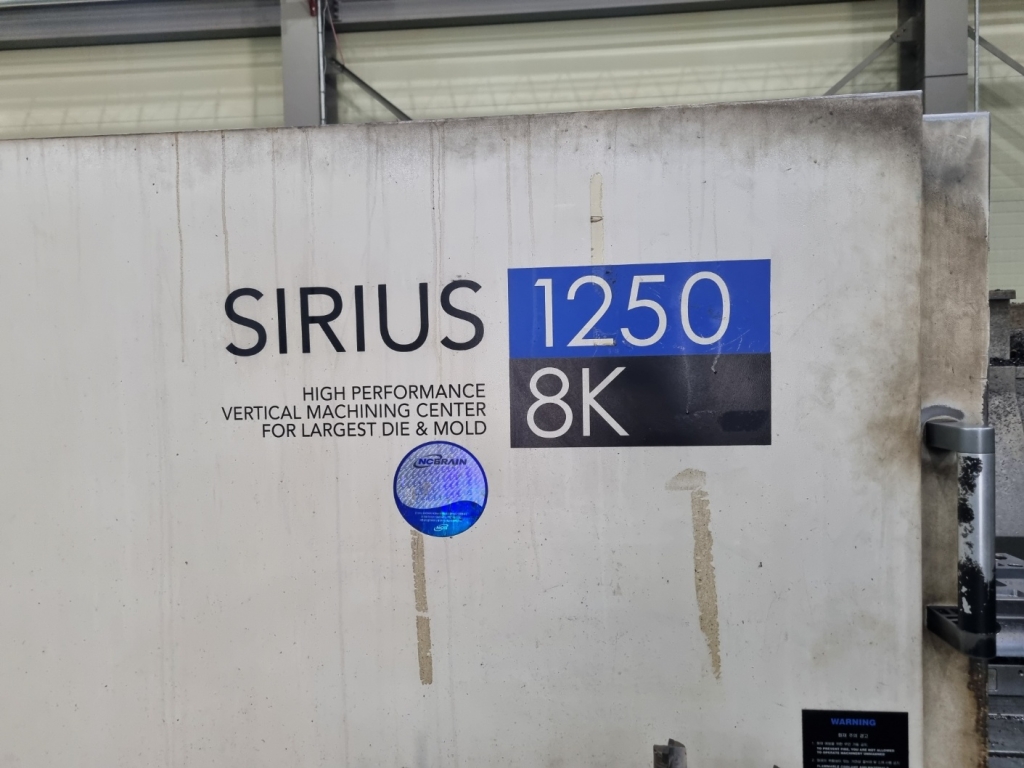 SIRIUS 1250
8K
HIGH PERFORMANCE
VERTICAL MACHINING CENTER
FOR LARGEST DIE & MOLD
NCBRAIN
WARNING